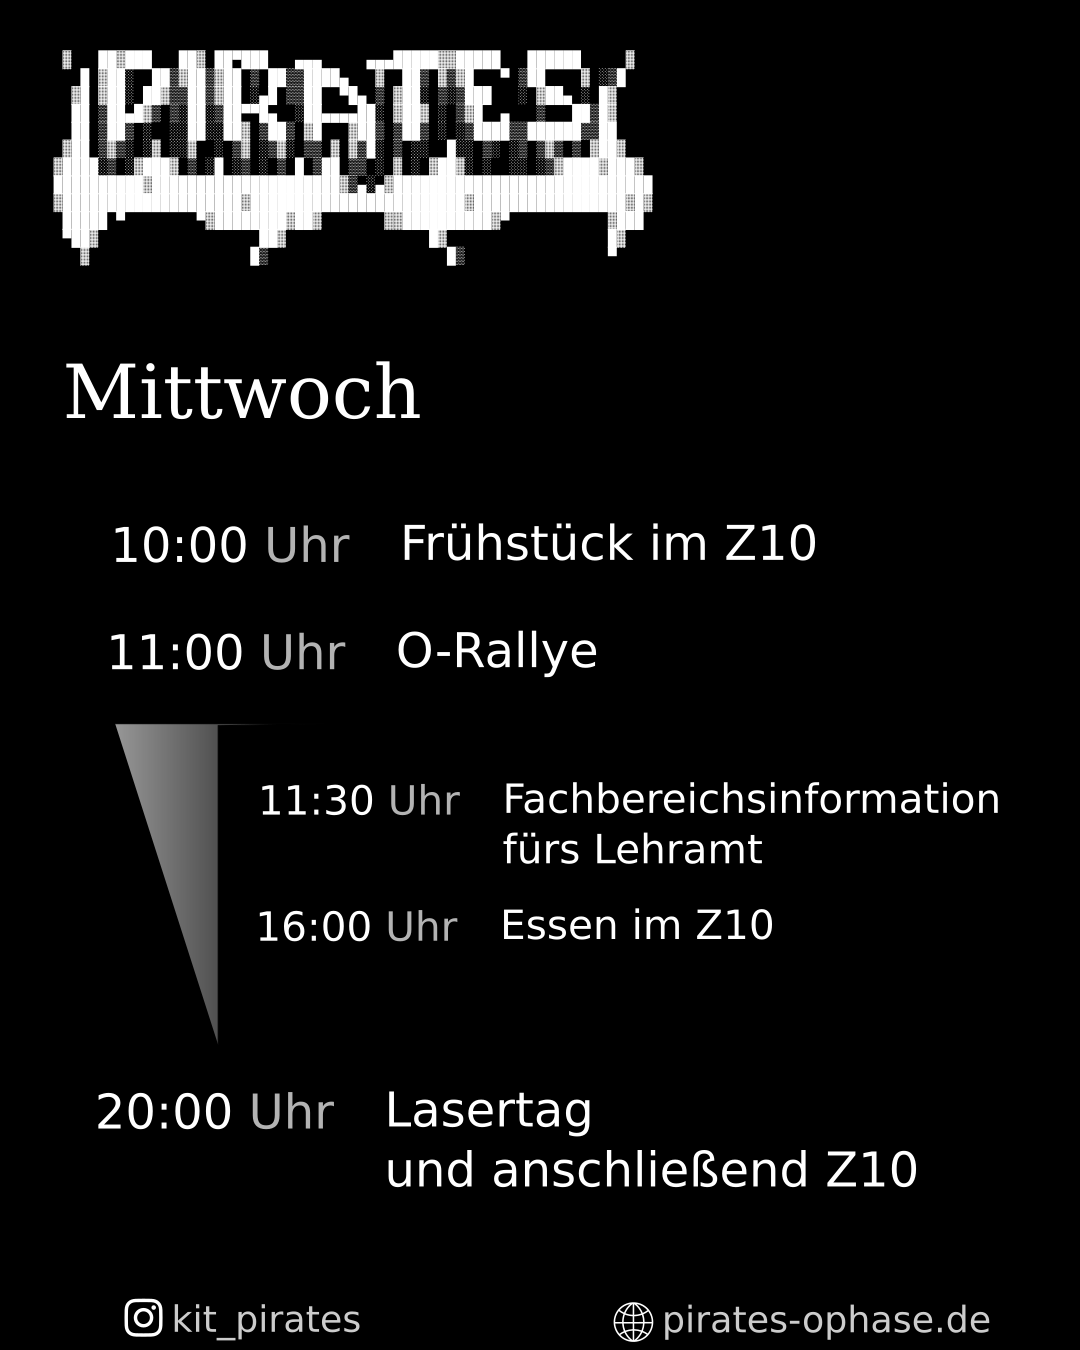 PIRATES
Mittwoch
10:00 Uhr Frühstück im Z10
11:00 Uhr O-Rallye
11:30 Uhr Fachbereichsinformation
fürs Lehramt
16:00 Uhr Essen im Z10
20:00 Uhr Lasertag
und anschließend Z10
kit_pirates pirates-ophase.de